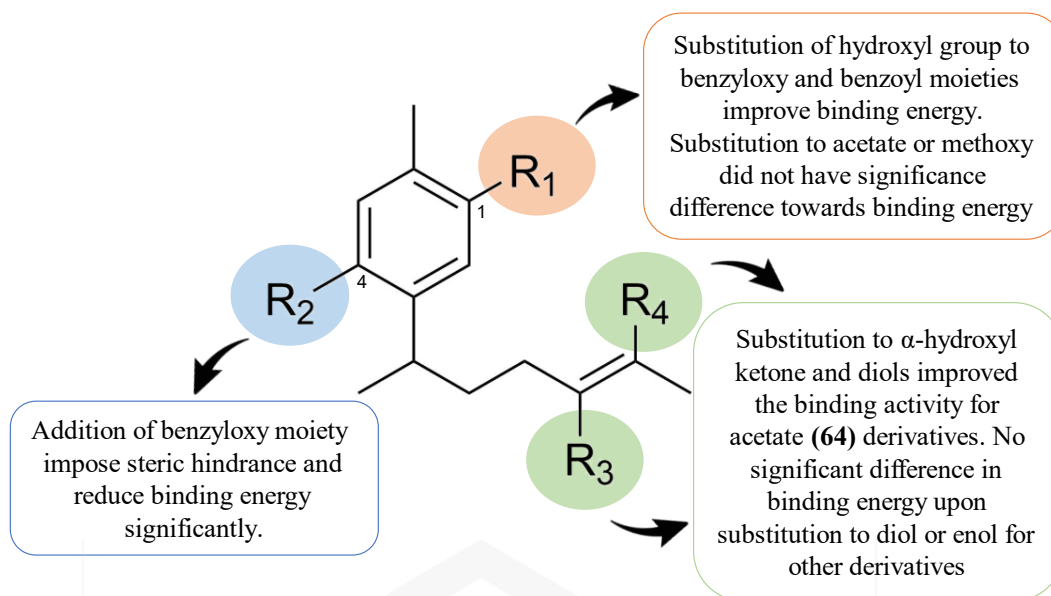 Substitution of hydroxyl group to
benzyloxy and benzoyl moieties
improve binding energy.
Substitution to acetate or methoxy
did not have significance
difference towards binding energy
R1
1
4
R2
R4
R3
Addition of benzyloxy moiety
impose steric hindrance and
reduce binding energy
significantly.
Substitution to α-hydroxyl
ketone and diols improved
the binding activity for
acetate (64) derivatives. No
significant difference in
binding energy upon
substitution to diol or enol for
other derivatives